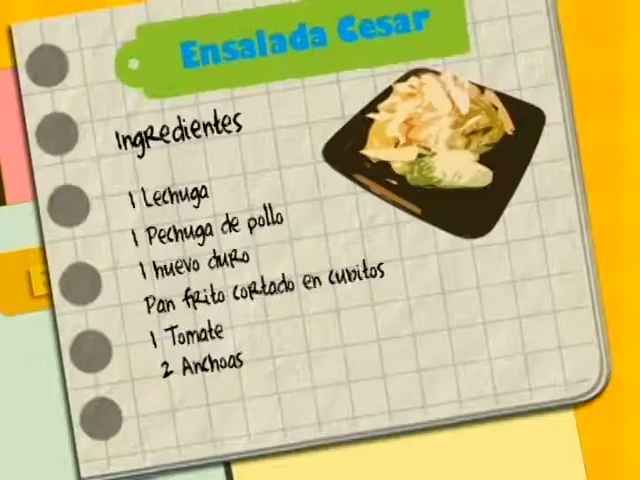 Ensalada Cesar
Ingredientes
1 Lechuga
1 Pechuga de pollo
1 huevo duro
Pan frito cortado en cubitos
1 Tomate
2 Anchoas